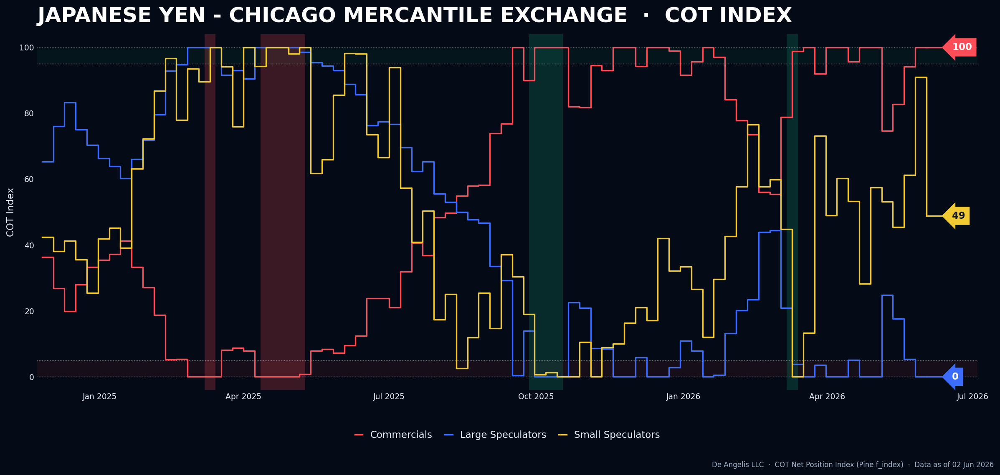 JAPANESE YEN - CHICAGO MERCANTILE EXCHANGE · COT INDEX
100
80
60
40
20
0
COT Index
100
49
0
Jan 2025
Apr 2025
Jul 2025
Oct 2025
Jan 2026
Apr 2026
Jul 2026
Commercials
Large Speculators
Small Speculators
De Angelis LLC · COT Net Position Index (Pine f_index) · Data as of 02 Jun 2026